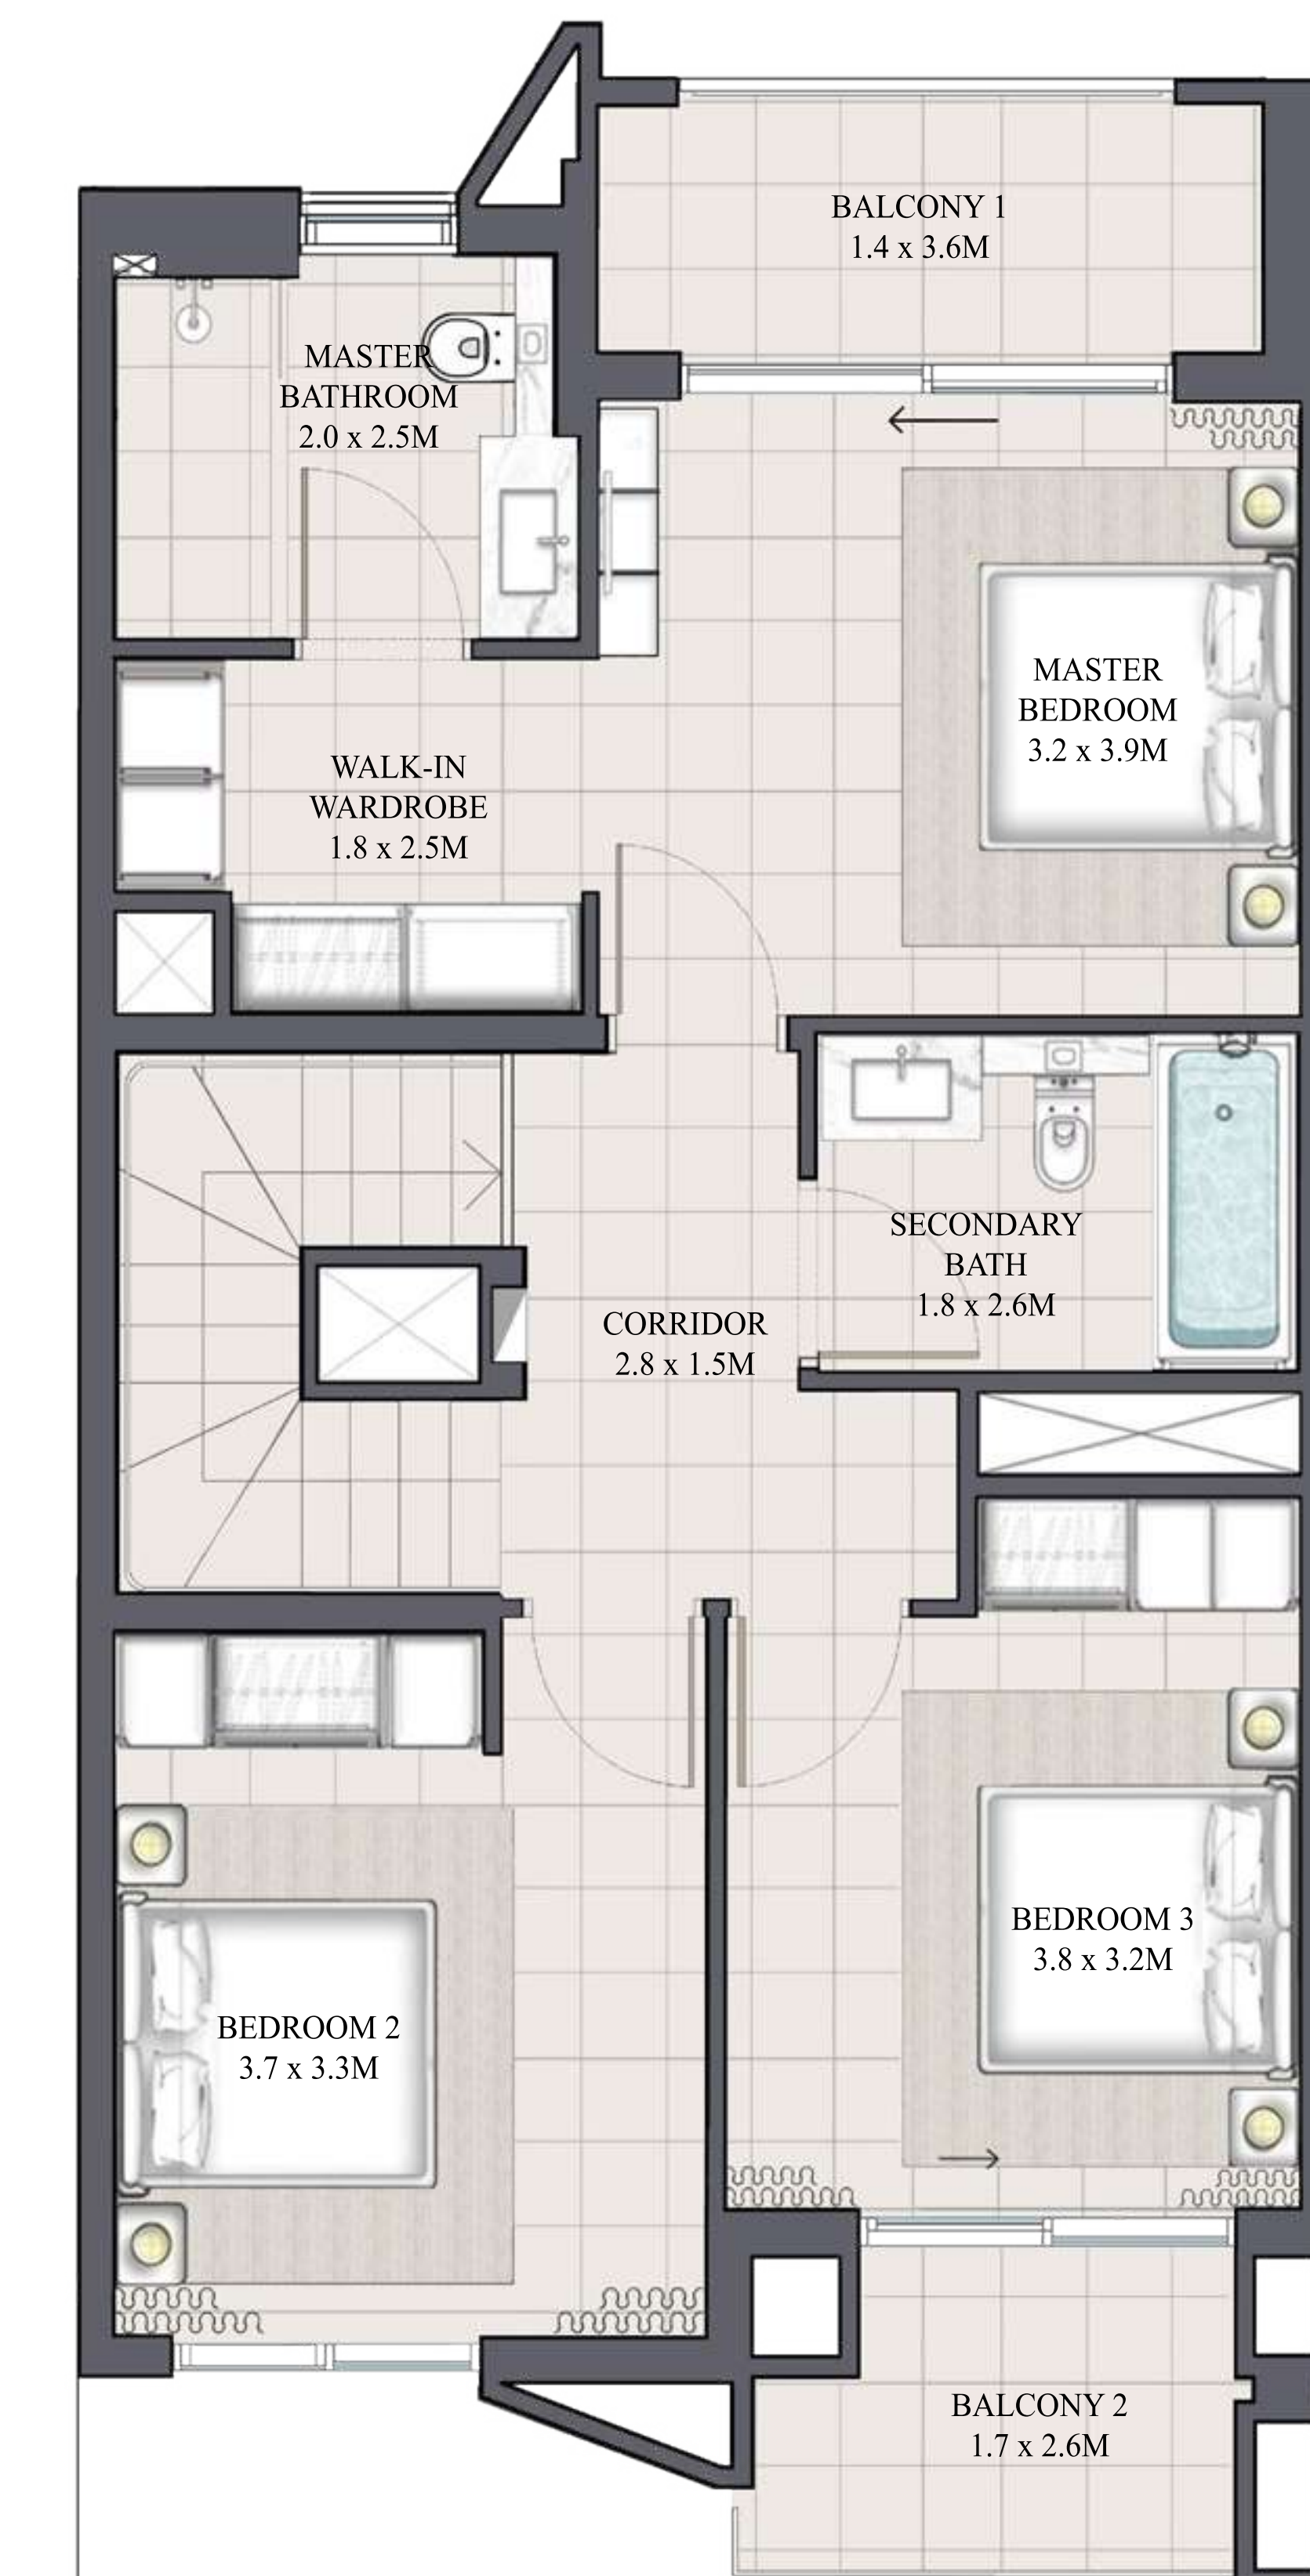 BALCONY 1
1.4 x 3.6M
MASTER
BATHROOM
2.0 x 2.5M
MASTER
BEDROOM
3.2 x 3.9M
WALK-IN
WARDROBE
1.8 x 2.5M
SECONDARY
BATH
1.8 x 2.6M
CORRIDOR
2.8 x 1.5M
BEDROOM 3
3.8 x 3.2M
BEDROOM 2
3.7 x 3.3M
BALCONY 2
1.7 x 2.6M